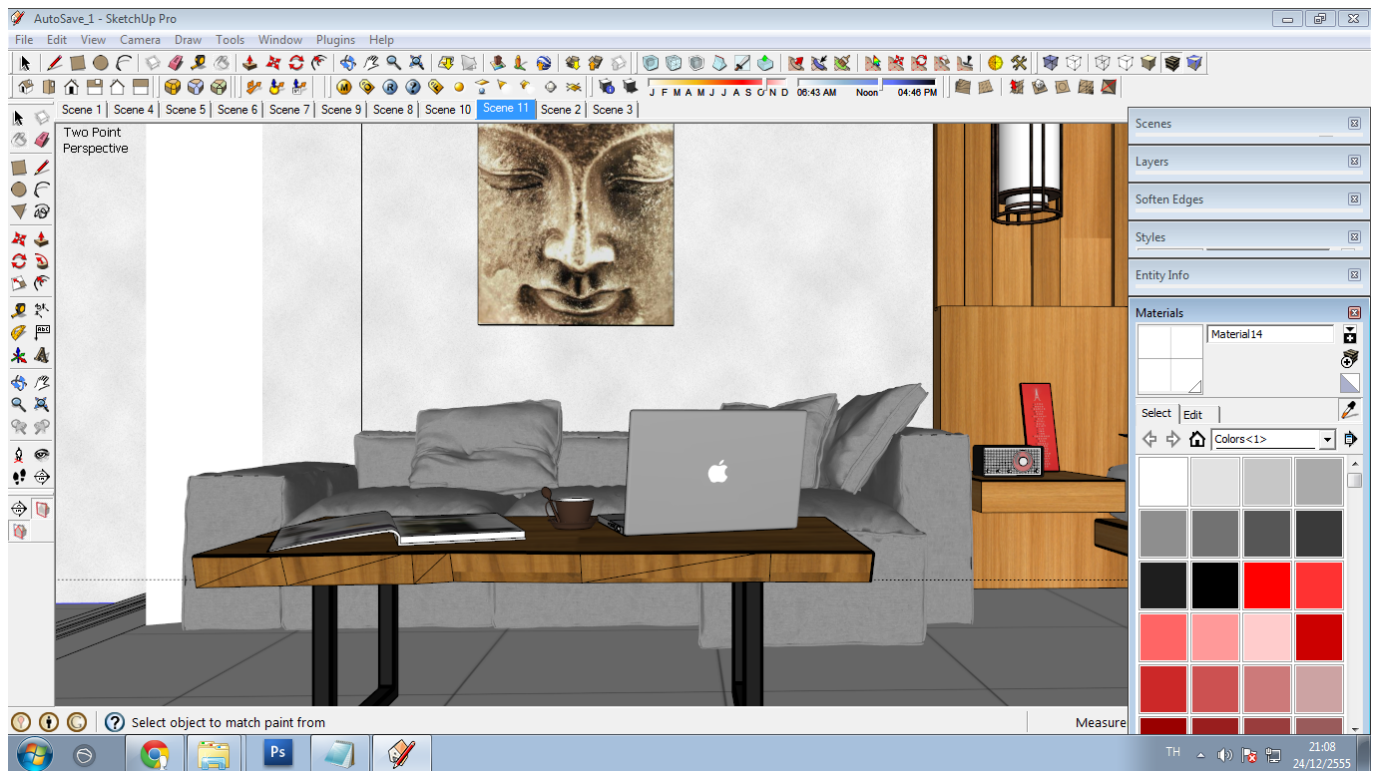 AutoSave_1 - SketchUp Pro
File Edit View Camera Draw Tools Window Plugins Help
J F M A M J J A S O N D 06:43 AM Noon 04:46 PM
Scene 1 Scene 4 Scene 5 Scene 6 Scene 7 Scene 9 Scene 8 Scene 10 Scene 11 Scene 2 Scene 3
Two Point
Perspective
Scenes
Layers
Soften Edges
Styles
Entity Info
Materials
Material14
Select Edit
Colors<1>
Select object to match paint from
Measure
Ps
TH
21:08
24/12/2555